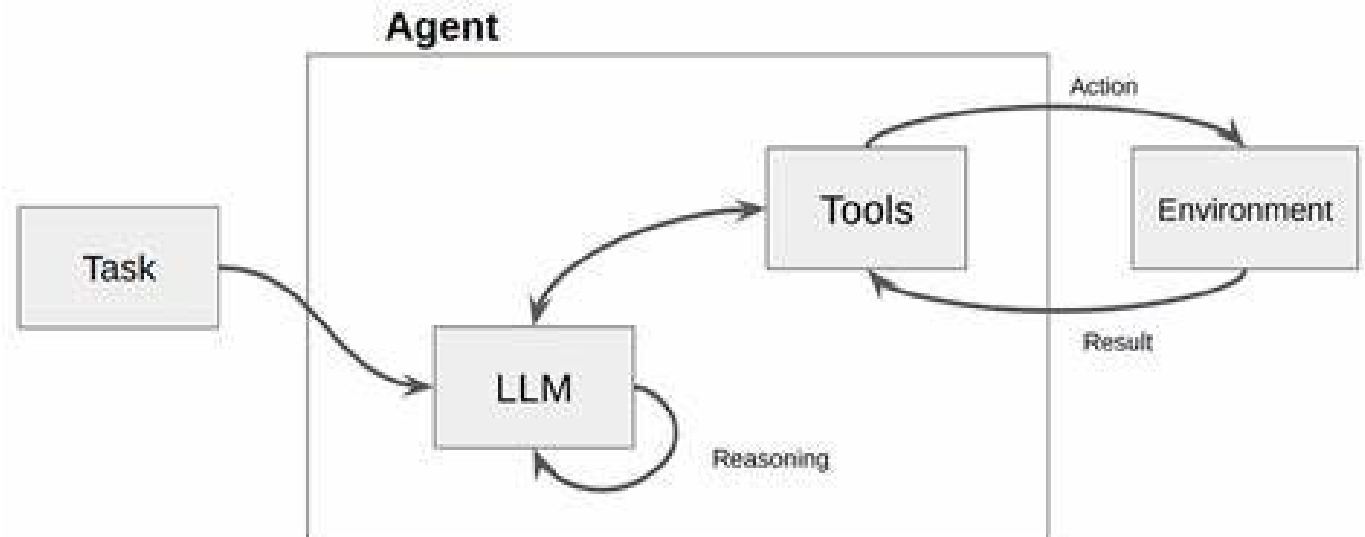 Agent
Action
Tools
Environment
Task
Result
LLM
Reasoning